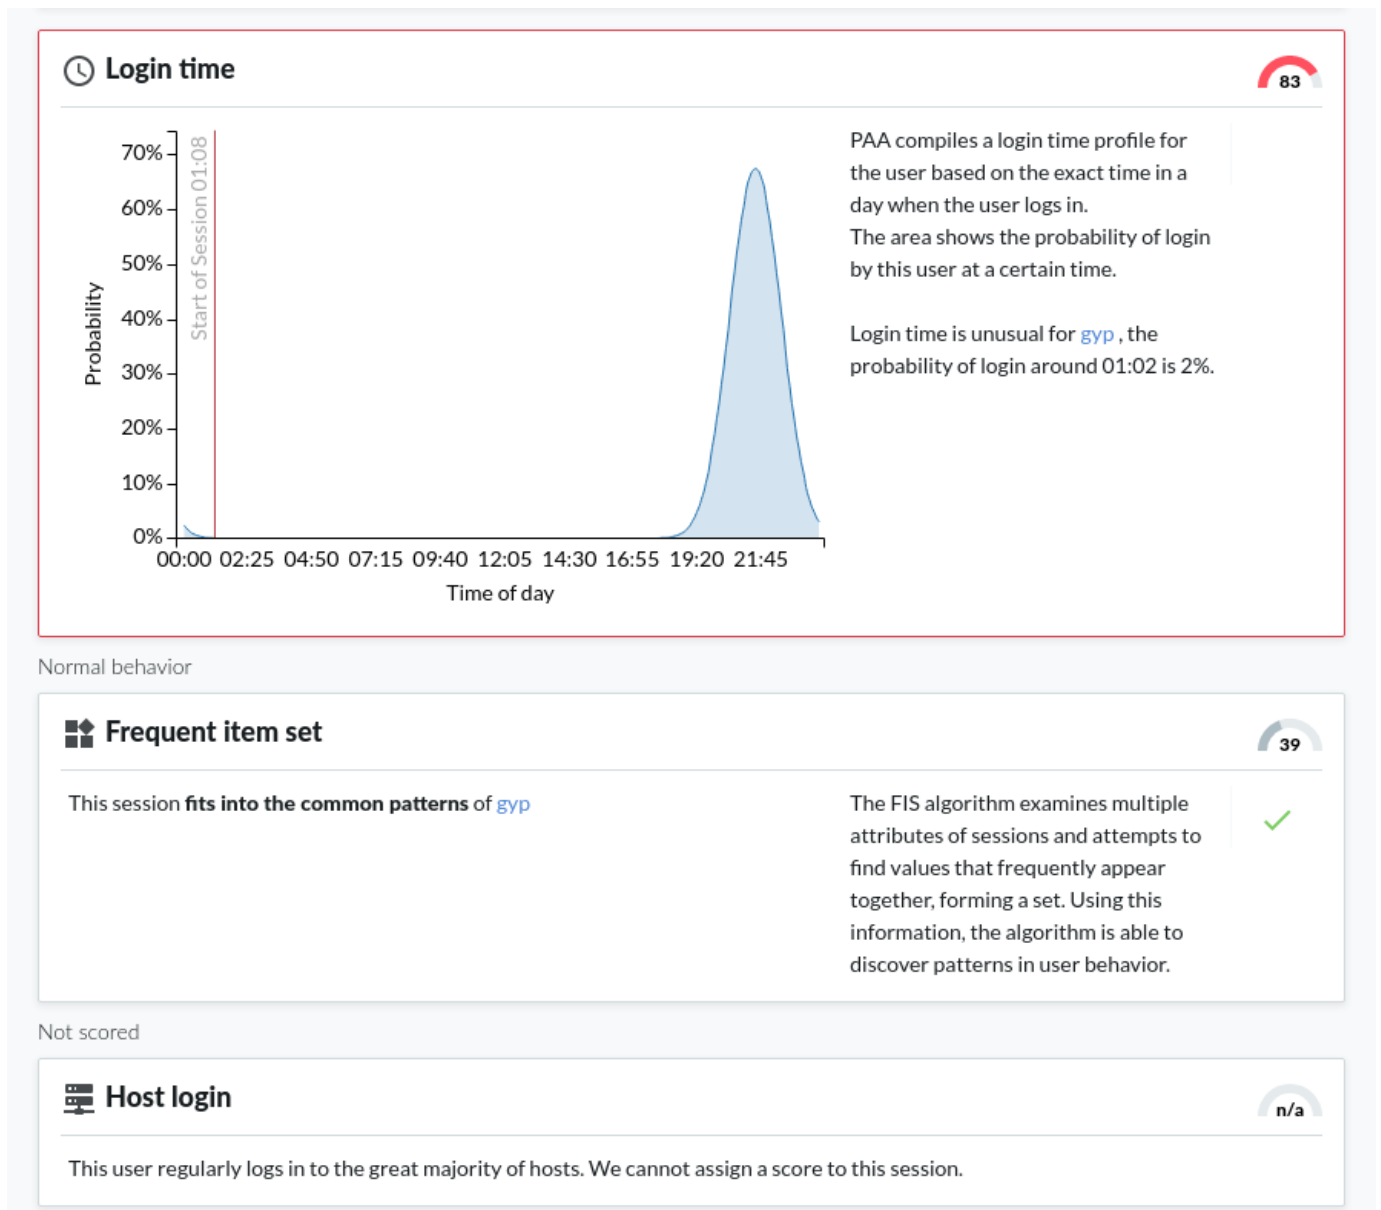 Login time
83
70%
60%
50%
40%
30%
20%
10%
0%
Probability
Start of Session 01:08
00:00 02:25 04:50 07:15 09:40 12:05 14:30 16:55 19:20 21:45
Time of day
PAA compiles a login time profile for
the user based on the exact time in a
day when the user logs in.
The area shows the probability of login
by this user at a certain time.
Login time is unusual for gyp , the
probability of login around 01:02 is 2%.
Normal behavior
Frequent item set
39
This session fits into the common patterns of gyp
The FIS algorithm examines multiple
attributes of sessions and attempts to
find values that frequently appear
together, forming a set. Using this
information, the algorithm is able to
discover patterns in user behavior.
Not scored
Host login
n/a
This user regularly logs in to the great majority of hosts. We cannot assign a score to this session.